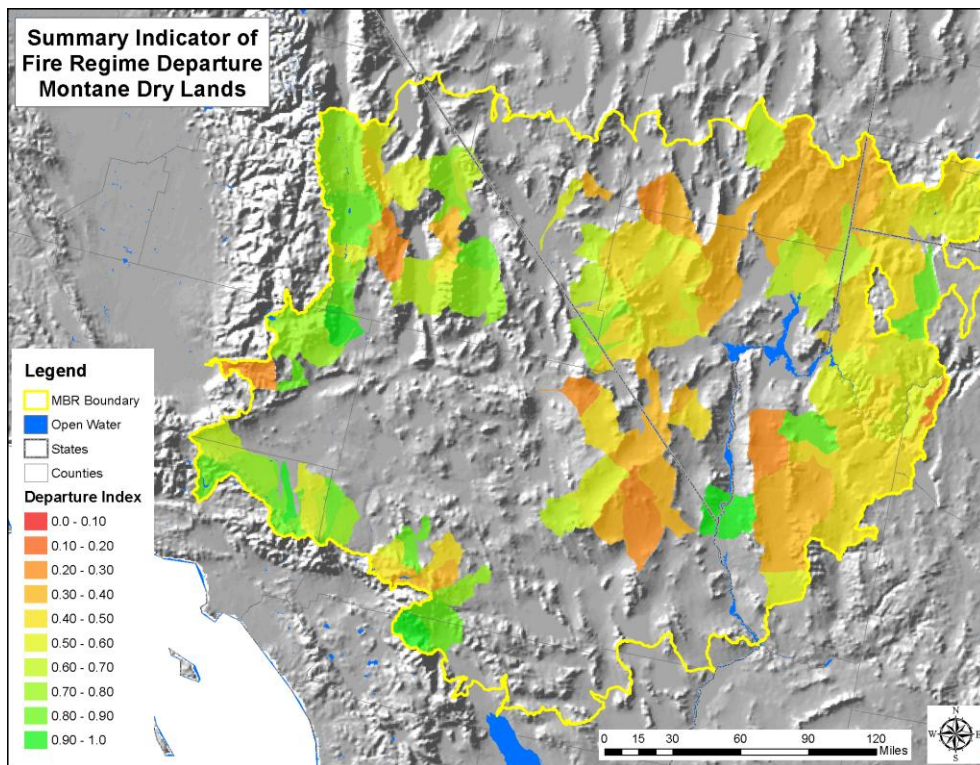 Summary Indicator of
Fire Regime Departure
Montane Dry Lands
Legend
MBR Boundary
Open Water
States
Counties
Departure Index
0.0 - 0.10
0.10 - 0.20
0.20 - 0.30
0.30 - 0.40
0.40 - 0.50
0.50 - 0.60
0.60 - 0.70
0.70 - 0.80
0.80 - 0.90
0.90 - 1.0
0 15 30 60 90 120
Miles
N
W E
S